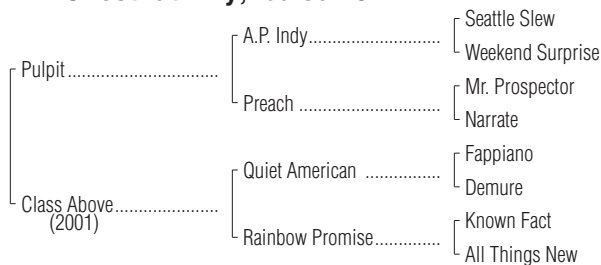 Seattle Slew
A.P. Indy
Weekend Surprise
Pulpit
Mr. Prospector
Preach
Narrate
Fappiano
Quiet American
Demure
Class Above
(2001)
Known Fact
Rainbow Promise
All Things New